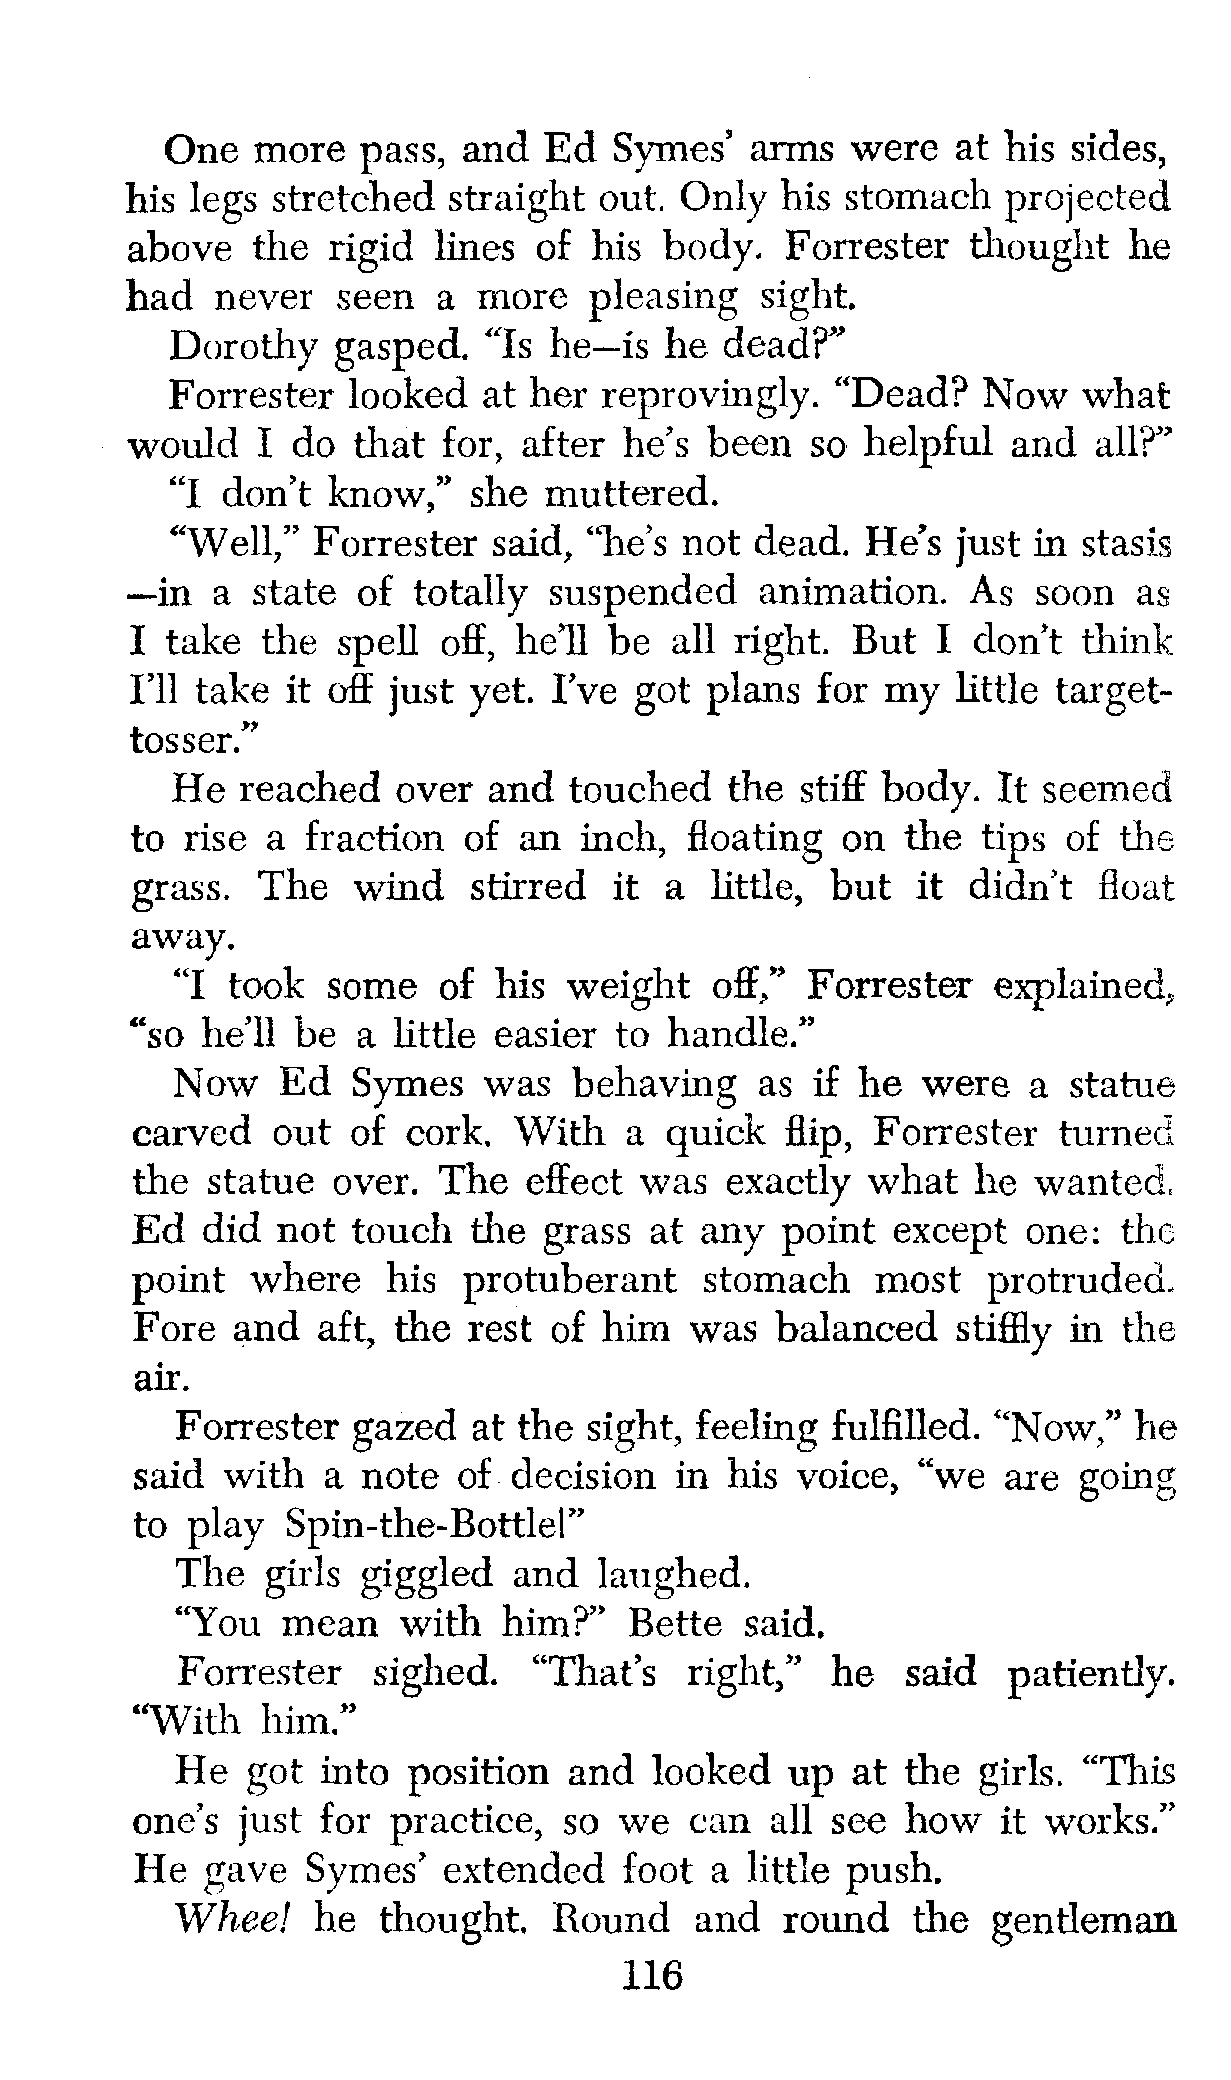 One more pass, and Ed Symes' arms were at his sides,
his legs stretched straight out. Only his stomach projected
above the rigid lines of his body. Forrester thought he
had never seen a more pleasing sight.
Dorothy gasped. “Is he—is he dead?”
Forrester looked at her reprovingly. “Dead? Now what
would I do that for, after he's been so helpful and all?”
“I don't know,” she muttered.
“Well,” Forrester said, “he's not dead. He's just in stasis
—in a state of totally suspended animation. As soon as
I take the spell off, he'll be all right. But I don't think
I'll take it off just yet. I've got plans for my little target-
tosser.”
He reached over and touched the stiff body. It seemed
to rise a fraction of an inch, floating on the tips of the
grass. The wind stirred it a little, but it didn't float
away.
“I took some of his weight off,” Forrester explained,
“so he'll be a little easier to handle.”
Now Ed Symes was behaving as if he were a statue
carved out of cork. With a quick flip, Forrester turned
the statue over. The effect was exactly what he wanted.
Ed did not touch the grass at any point except one: the
point where his protuberant stomach most protruded.
Fore and aft, the rest of him was balanced stiffly in the
air.
Forrester gazed at the sight, feeling fulfilled. “Now,” he
said with a note of decision in his voice, “we are going
to play Spin-the-Bottle!”
The girls giggled and laughed.
“You mean with him?” Bette said.
Forrester sighed. “That's right,” he said patiently.
“With him.”
He got into position and looked up at the girls. “This
one's just for practice, so we can all see how it works.”
He gave Symes' extended foot a little push.
Whee! he thought. Round and round the gentleman
116